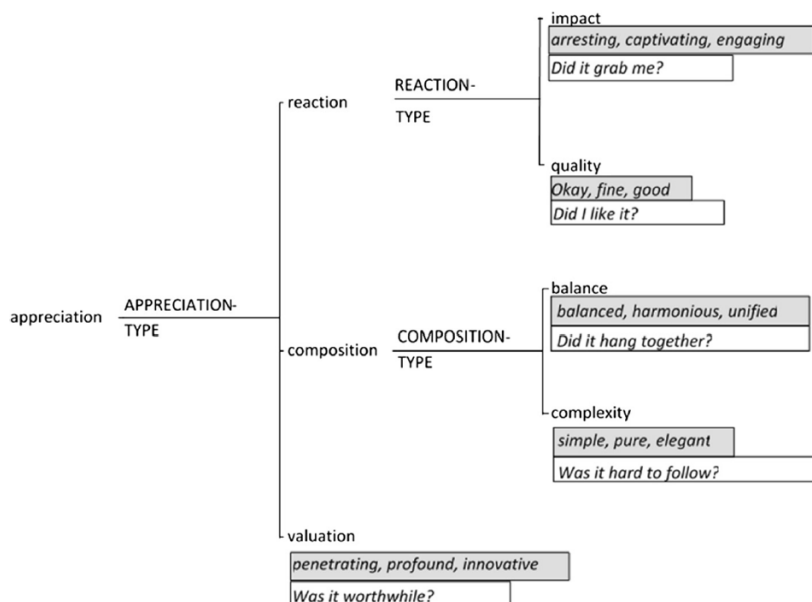 impact
arresting, captivating, engaging
Did it grab me?
reaction
REACTION-
TYPE
quality
Okay, fine, good
Did I like it?
appreciation
APPRECIATION-
TYPE
balance
balanced, harmonious, unified
Did it hang together?
composition
COMPOSITION-
TYPE
complexity
simple, pure, elegant
Was it hard to follow?
valuation
penetrating, profound, innovative
Was it worthwhile?